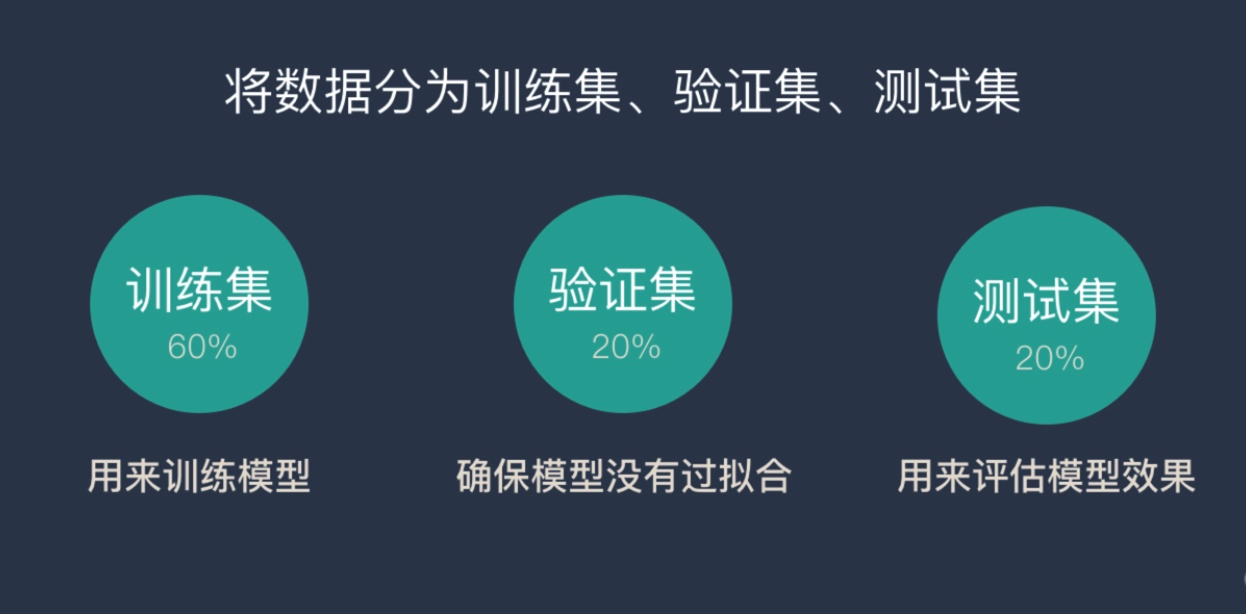 将数据分为训练集、验证集、测试集
训练集
60%
验证集
20%
测试集
20%
用来训练模型
确保模型没有过拟合
用来评估模型效果